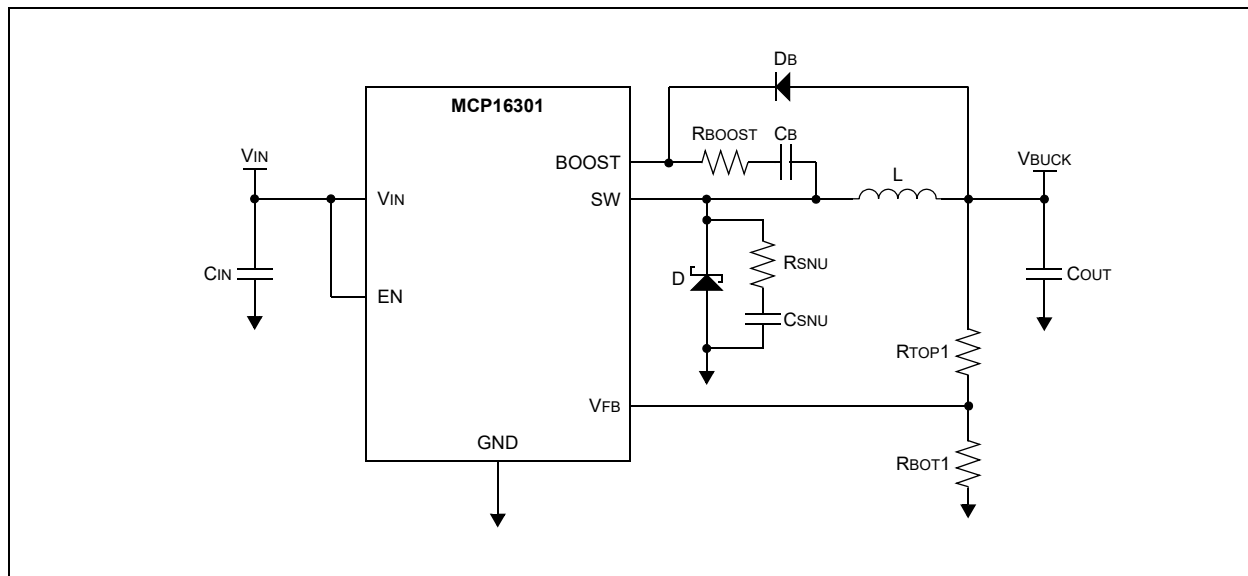 MCP16301
DB
RBOOST
CB
VIN
BOOST
VBUCK
VIN
SW
L
CIN
RSNU
D
COUT
EN
CSNU
RTOP1
VFB
GND
RBOT1